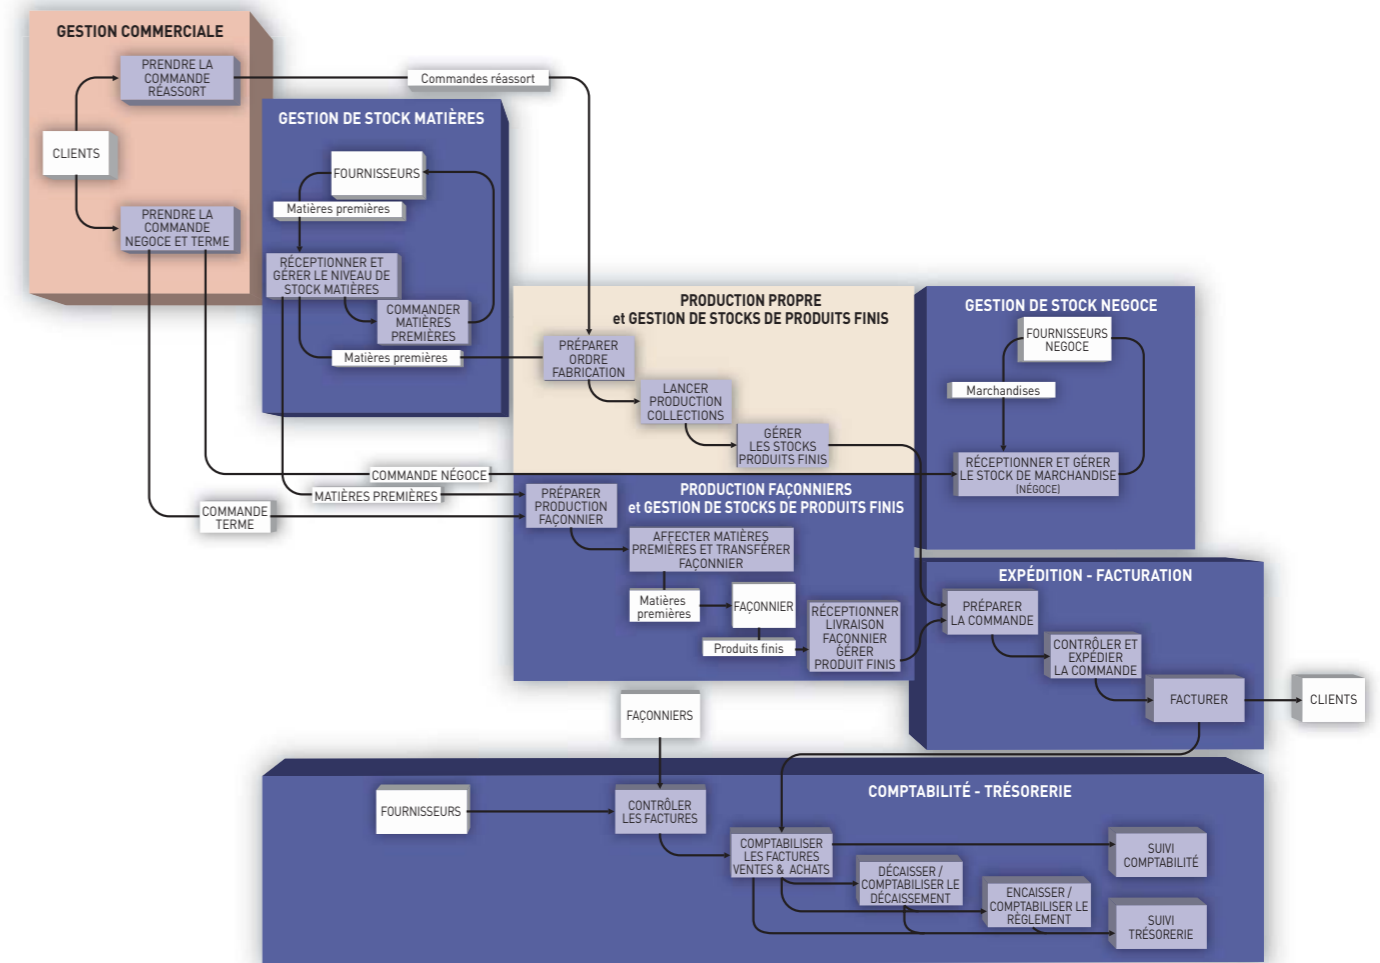 GESTION COMMERCIALE
PRENDRE LA
COMMANDE
RÉASSORT
CLIENTS
PRENDRE LA
COMMANDE
NEGOCE ET TERME
Commandes réassort
GESTION DE STOCK MATIÈRES
FOURNISSEURS
Matières premières
RÉCEPTIONNER ET
GÉRER LE NIVEAU DE
STOCK MATIÈRES
COMMANDER
MATIÈRES
PREMIÈRES
Matières premières
PRODUCTION PROPRE
et GESTION DE STOCKS DE PRODUITS FINIS
PRÉPARER
ORDRE
FABRICATION
LANCER
PRODUCTION
COLLECTIONS
GÉRER
LES STOCKS
PRODUITS FINIS
GESTION DE STOCK NEGOCE
FOURNISSEURS
NEGOCE
Marchandises
RÉCEPTIONNER ET GÉRER
LE STOCK DE MARCHANDISE
(NÉGOCE)
COMMANDE NÉGOCE
MATIÈRES PREMIÈRES
COMMANDE
TERME
PRODUCTION FAÇONNIERS
et GESTION DE STOCKS DE PRODUITS FINIS
PRÉPARER
PRODUCTION
FAÇONNIER
AFFECTER MATIÈRES
PREMIÈRES ET TRANSFÉRER
FAÇONNIER
Matières
premières
FAÇONNIER
Produits finis
RÉCEPTIONNER
LIVRAISON
FAÇONNIER
GÉRER
PRODUIT FINIS
EXPÉDITION - FACTURATION
PRÉPARER
LA COMMANDE
CONTRÔLER ET
EXPÉDIER
LA COMMANDE
FACTURER
CLIENTS
FAÇONNIERS
COMPTABILITÉ - TRÉSORERIE
FOURNISSEURS
CONTRÔLER
LES FACTURES
COMPTABILISER
LES FACTURES
VENTES & ACHATS
DÉCAISSER /
COMPTABILISER LE
DÉCAISSEMENT
ENCAISSER /
COMPTABILISER LE
RÈGLEMENT
SUIVI
COMPTABILITÉ
SUIVI
TRÉSORERIE